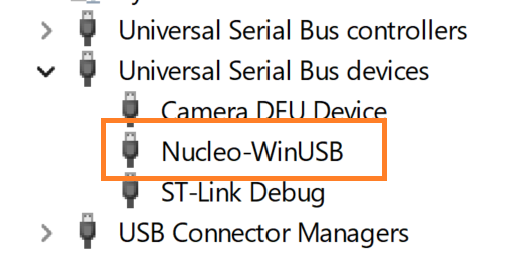 Universal Serial Bus controllers
Universal Serial Bus devices
Camera DFU Device
Nucleo-WinUSB
ST-Link Debug
USB Connector Managers